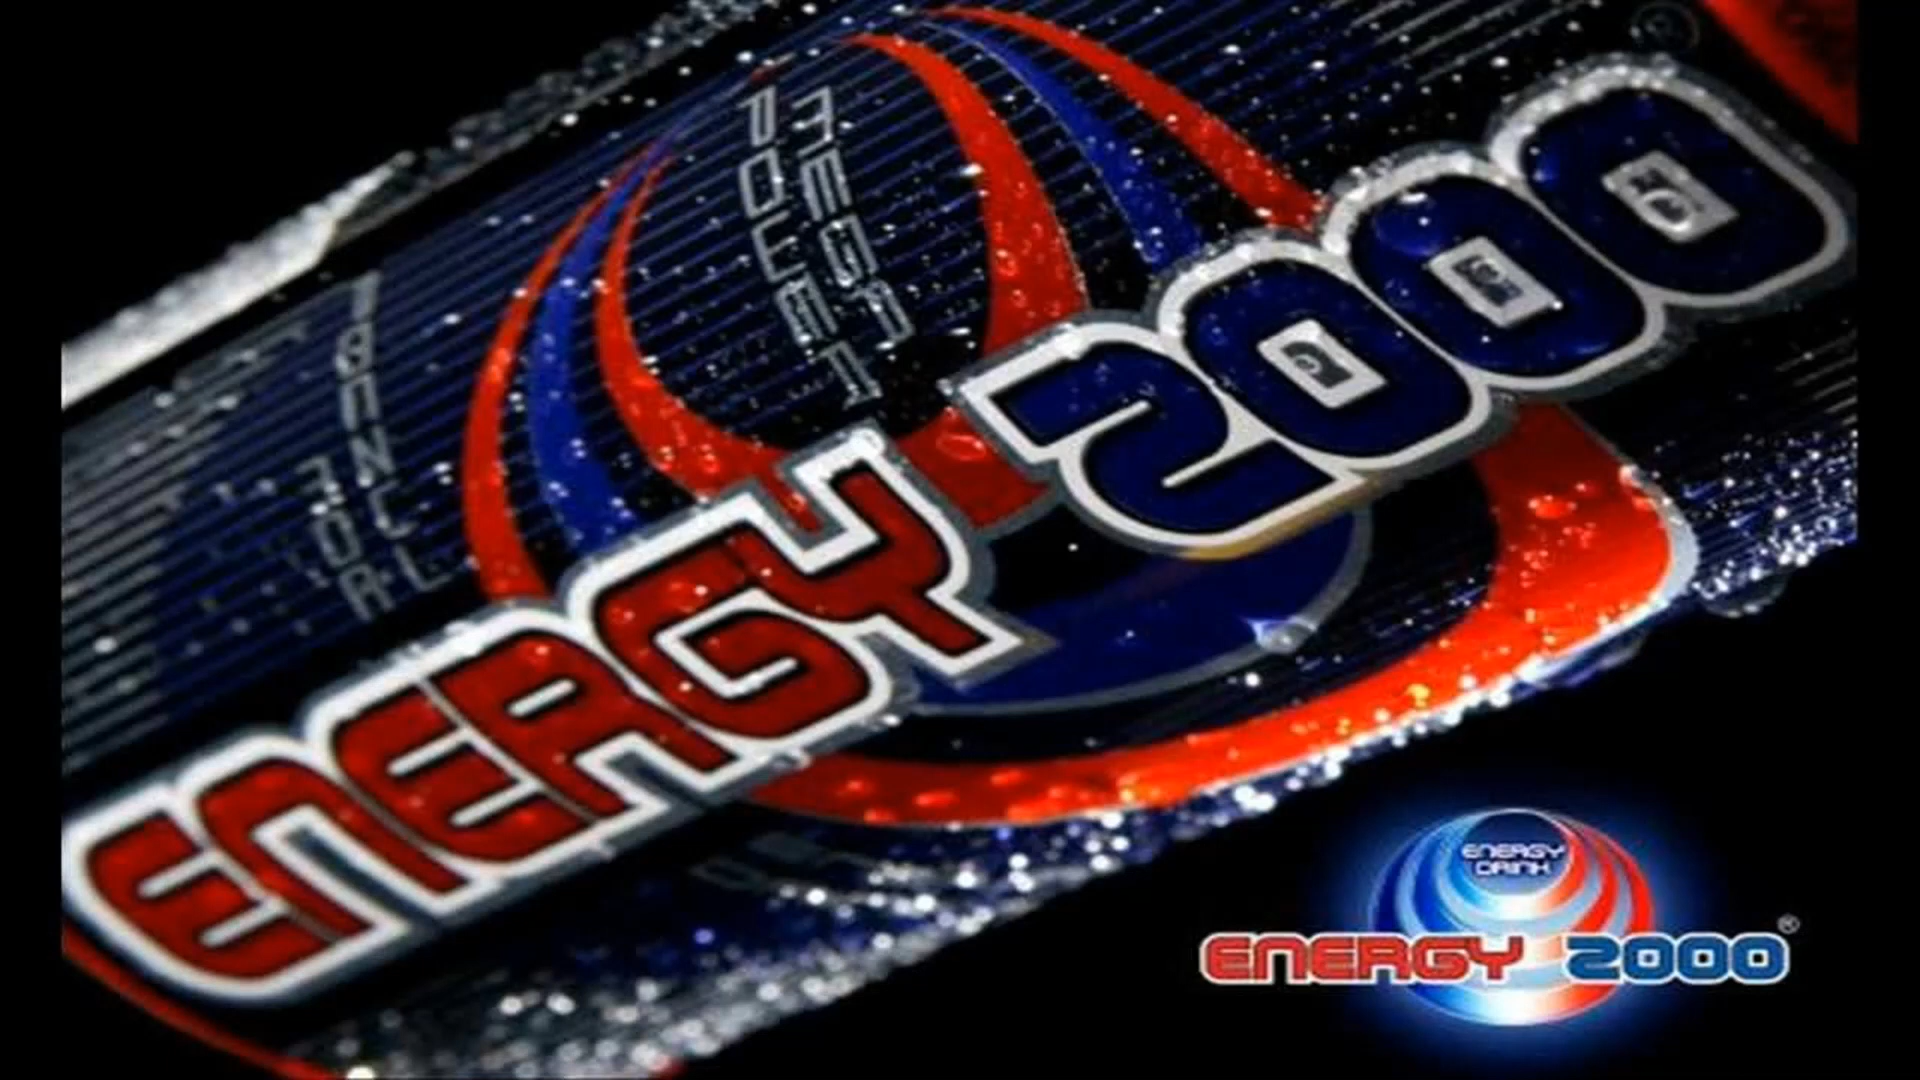 MEGA
POWER
ENERGY 2000
®
ENERGY
DRINK
ENERGY 2000®